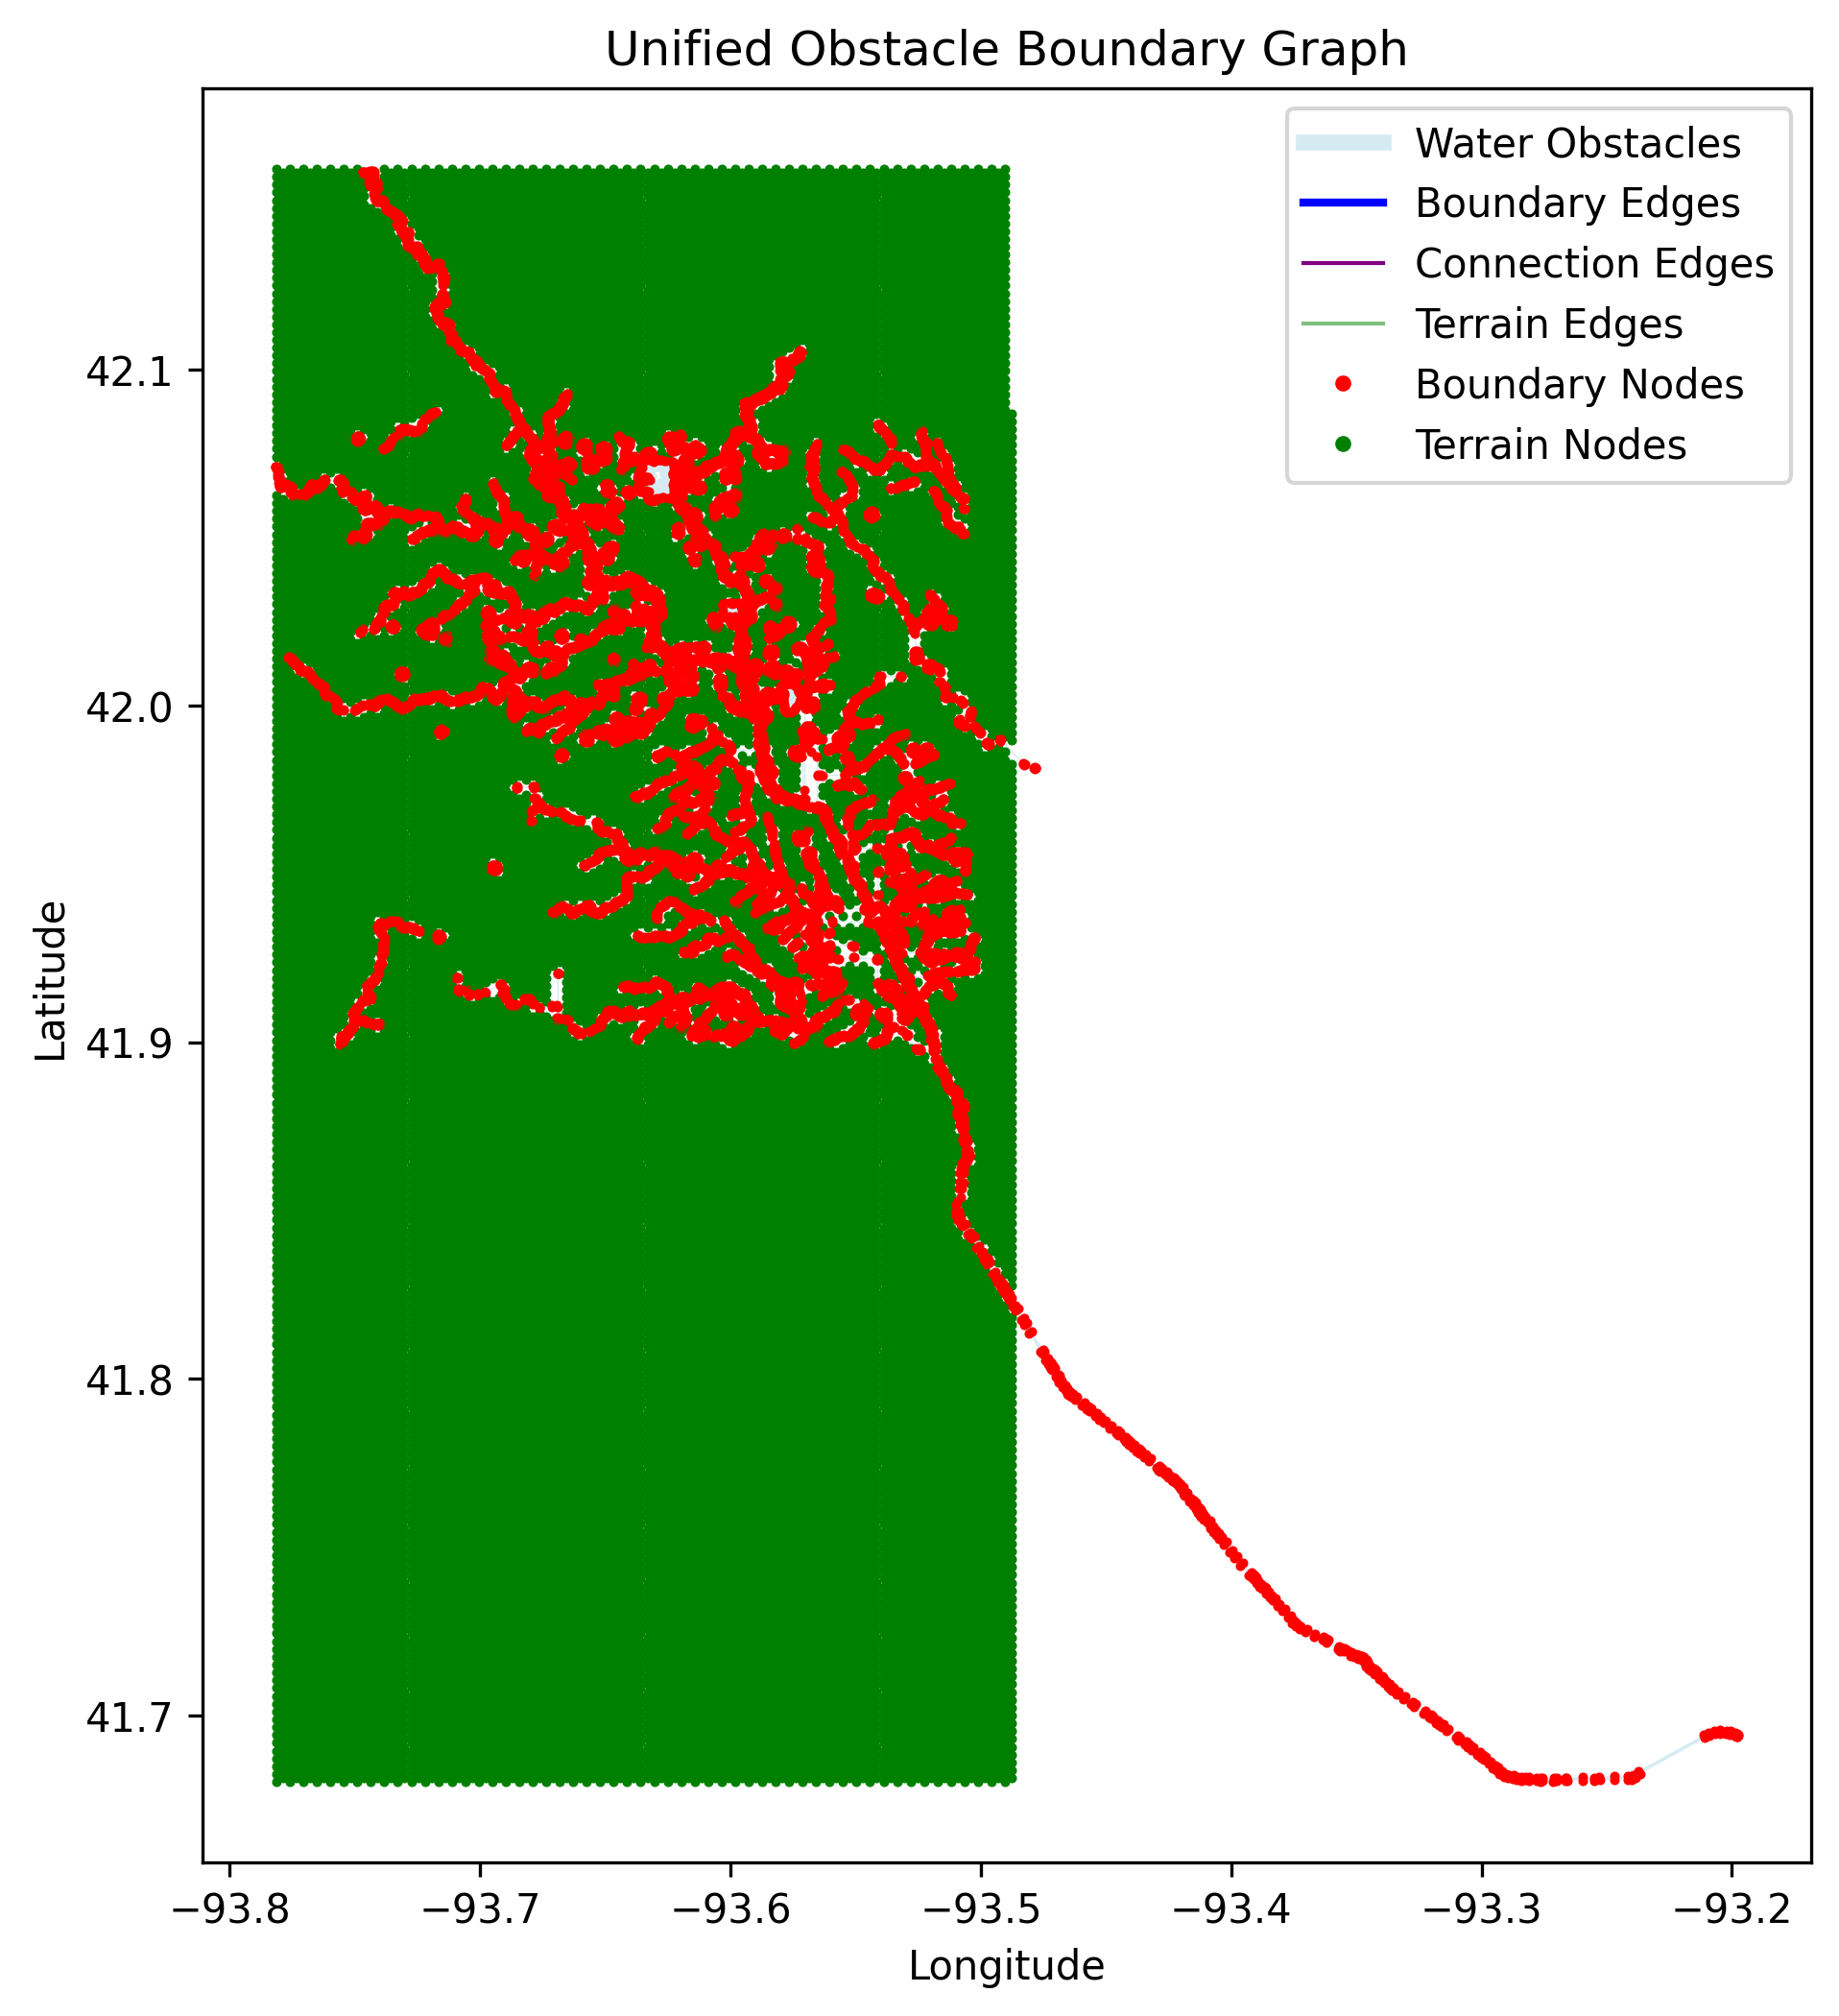 Unified Obstacle Boundary Graph
Water Obstacles
Boundary Edges
Connection Edges
Terrain Edges
Boundary Nodes
Terrain Nodes
42.1
42.0
41.9
41.8
41.7
Latitude
−93.8
−93.7
−93.6
−93.5
−93.4
−93.3
−93.2
Longitude